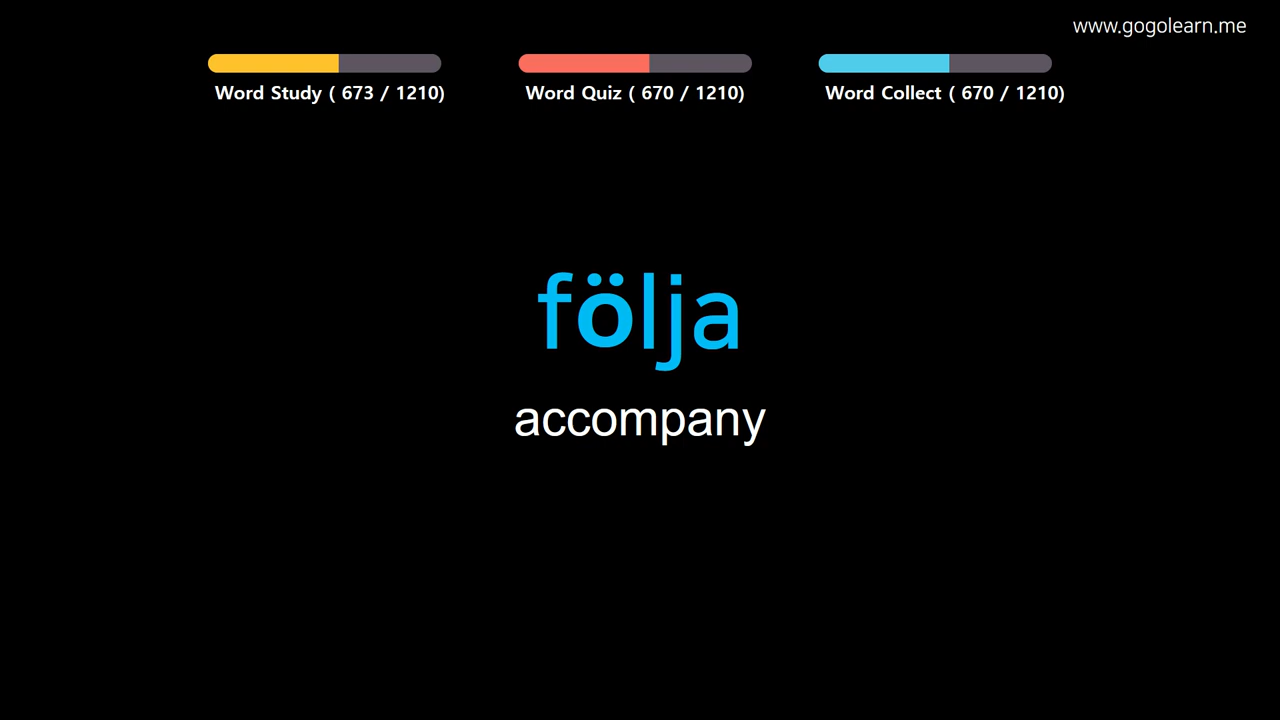 www.gogolearn.me
Word Study ( 673 / 1210)
Word Quiz ( 670 / 1210)
Word Collect ( 670 / 1210)
följa
accompany